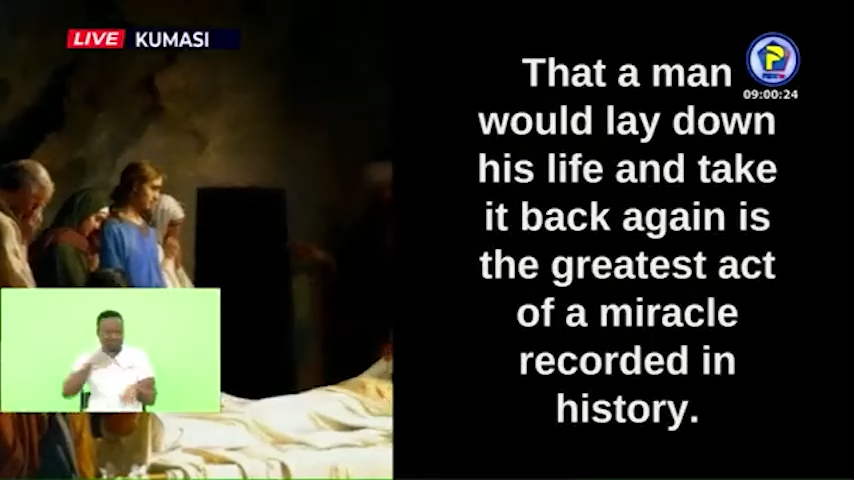 LIVE KUMASI
That a man
would lay down
his life and take
it back again is
the greatest act
of a miracle
recorded in
history.
P
09:00:24